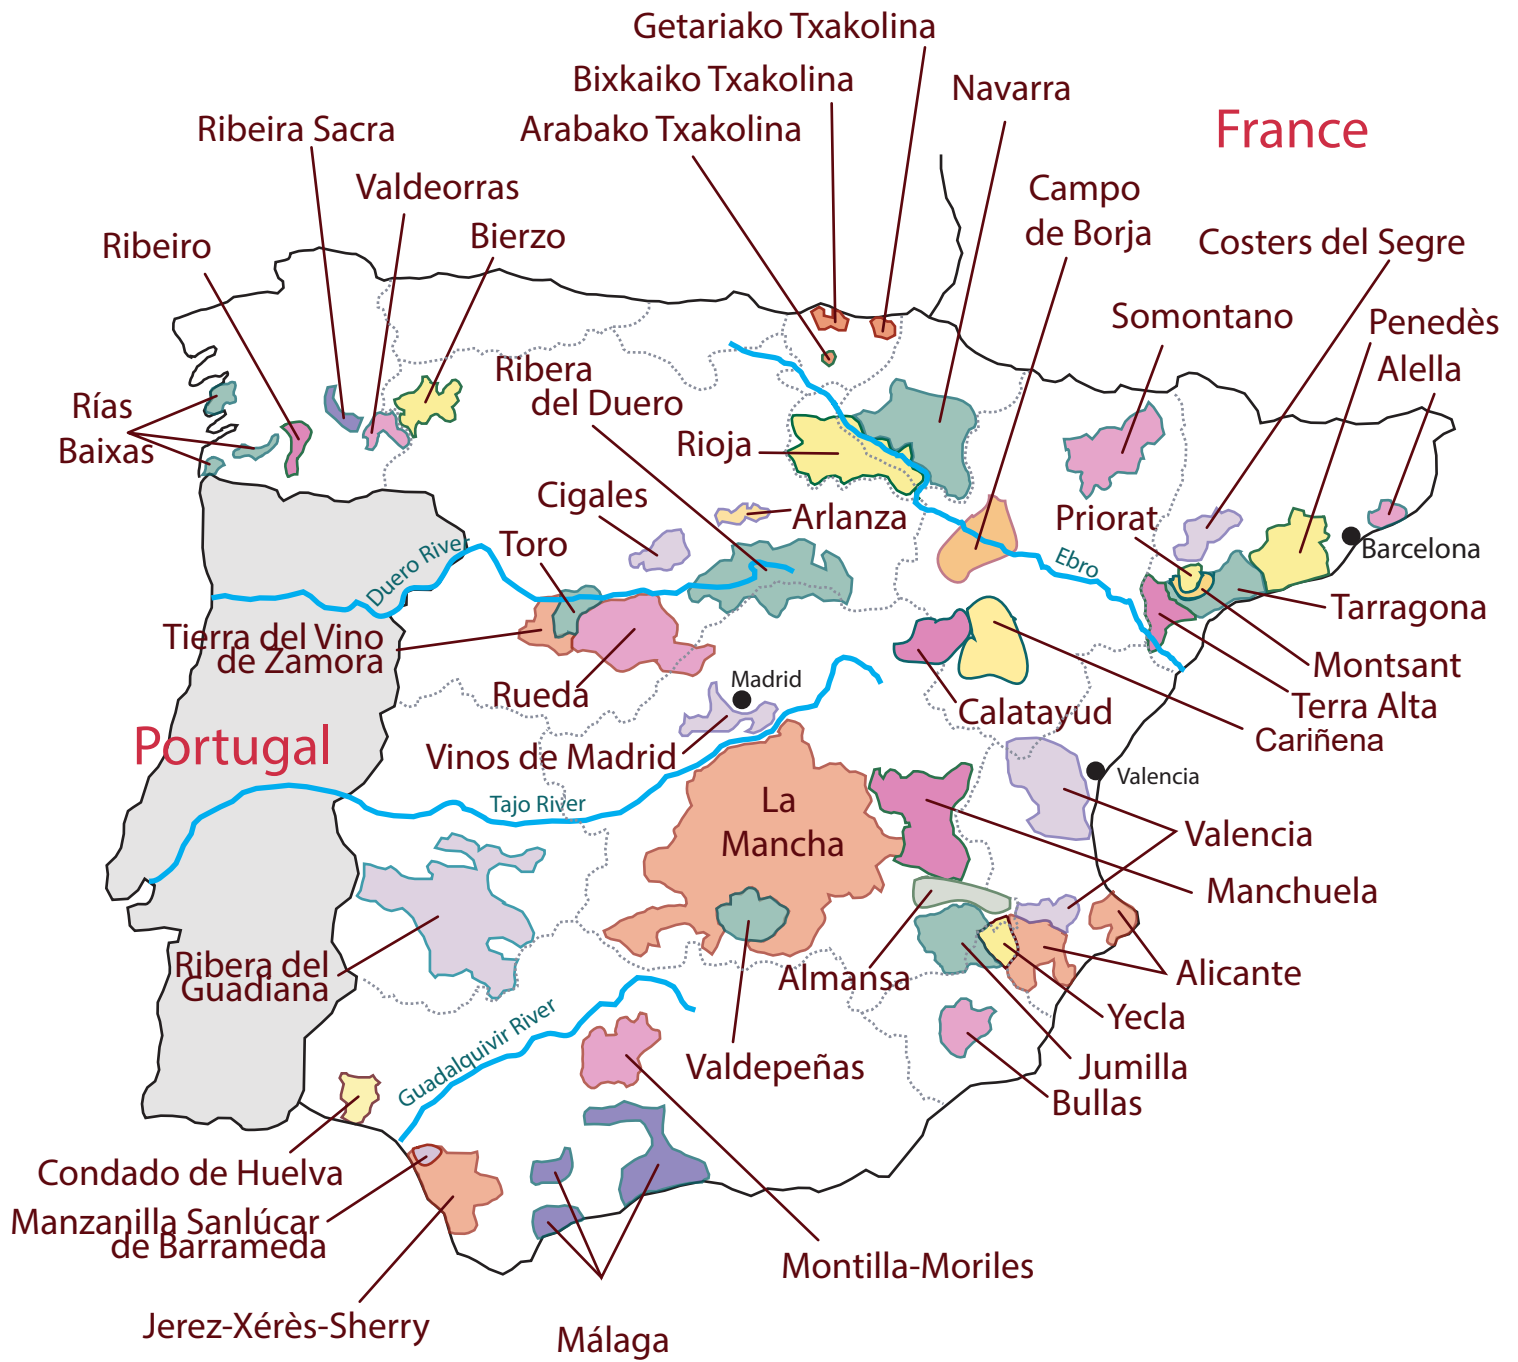 Getariako Txakolina
Bixkaiko Txakolina
Navarra
Arabako Txakolina
France
Ribeira Sacra
Valdeorras
Campo
de Borja
Bierzo
Ribeiro
Costers del Segre
Somontano
Penedès
Alella
Ribera
del Duero
Rías
Baixas
Rioja
Cigales
Arlanza
Priorat
Toro
Barcelona
Duero River
Ebro
Tarragona
Tierra del Vino
de Zamora
Montsant
Rueda
Madrid
Terra Alta
Calatayud
Cariñena
Portugal
Vinos de Madrid
Valencia
Tajo River
La
Mancha
Valencia
Manchuela
Ribera del
Guadiana
Almansa
Alicante
Yecla
Guadalquivir River
Valdepeñas
Jumilla
Bullas
Condado de Huelva
Manzanilla Sanlúcar
de Barrameda
Montilla-Moriles
Jerez-Xérès-Sherry
Málaga